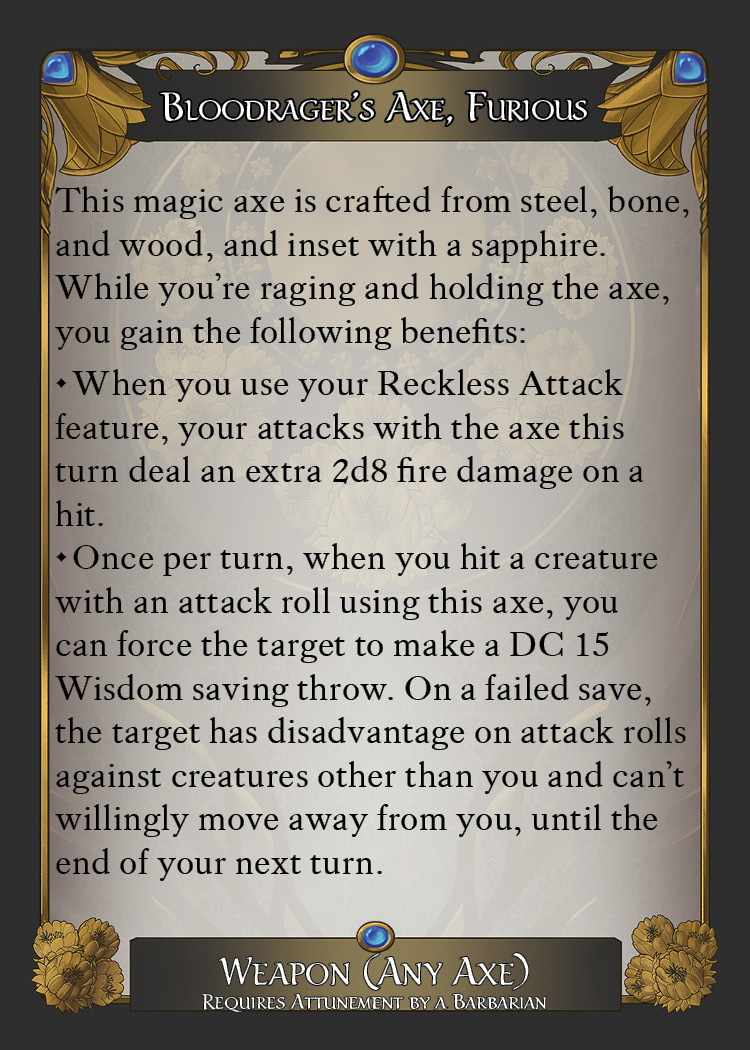 Bloodrager's Axe, Furious
This magic axe is crafted from steel, bone,
and wood, and inset with a sapphire.
While you're raging and holding the axe,
you gain the following benefits:
• When you use your Reckless Attack
feature, your attacks with the axe this
turn deal an extra 2d8 fire damage on a
hit.
• Once per turn, when you hit a creature
with an attack roll using this axe, you
can force the target to make a DC 15
Wisdom saving throw. On a failed save,
the target has disadvantage on attack rolls
against creatures other than you and can't
willingly move away from you, until the
end of your next turn.
Weapon (Any Axe)
Requires Attunement by a Barbarian